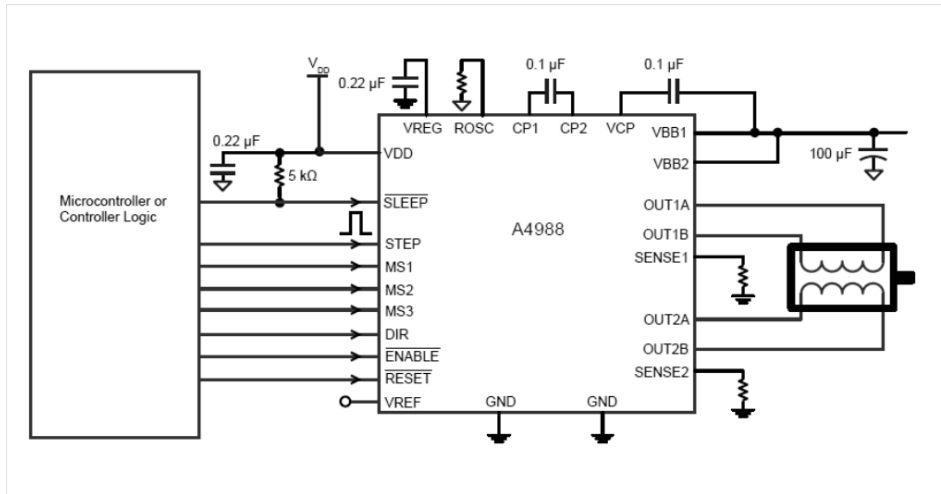 V_DD
0.22 µF
0.1 µF
0.1 µF
0.22 µF
5 kΩ
100 µF
Microcontroller or
Controller Logic
VREG
ROSC
CP1
CP2
VCP
VDD
SLEEP
STEP
MS1
MS2
MS3
DIR
ENABLE
RESET
VREF
A4988
GND
GND
VBB1
VBB2
OUT1A
OUT1B
SENSE1
OUT2A
OUT2B
SENSE2